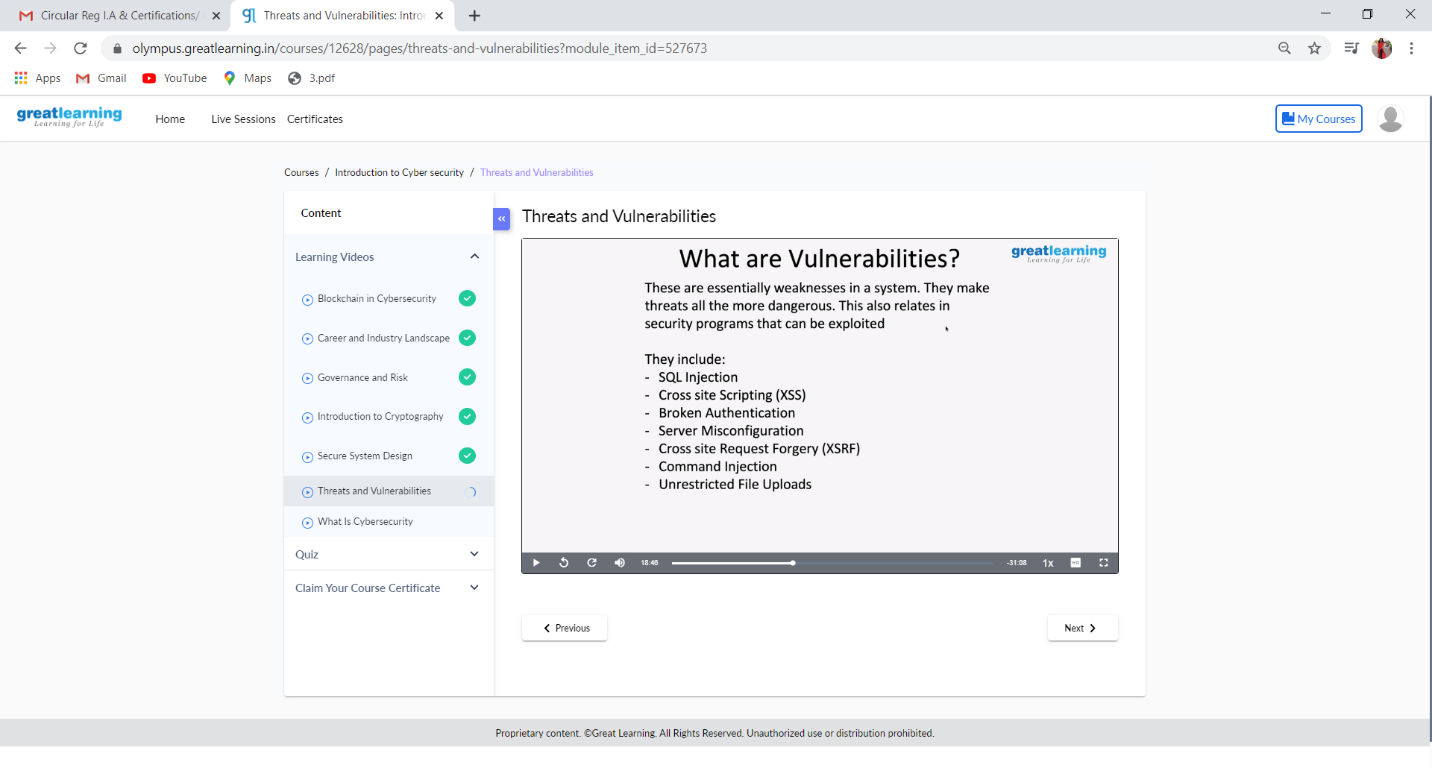 Circular Reg I.A & Certifications/
Threats and Vulnerabilities: Intro
olympus.greatlearning.in/courses/12628/pages/threats-and-vulnerabilities?module_item_id=527673
Apps Gmail YouTube Maps 3.pdf
greatlearning
Learning for Life
Home Live Sessions Certificates
My Courses
Courses / Introduction to Cyber security / Threats and Vulnerabilities
Content
Learning Videos
Blockchain in Cybersecurity
Career and Industry Landscape
Governance and Risk
Introduction to Cryptography
Secure System Design
Threats and Vulnerabilities
What Is Cybersecurity
Quiz
Claim Your Course Certificate
Threats and Vulnerabilities
What are Vulnerabilities?
greatlearning
Learning for Life
These are essentially weaknesses in a system. They make
threats all the more dangerous. This also relates in
security programs that can be exploited
They include:
- SQL Injection
- Cross site Scripting (XSS)
- Broken Authentication
- Server Misconfiguration
- Cross site Request Forgery (XSRF)
- Command Injection
- Unrestricted File Uploads
18:46 -31:08 1x
Previous Next
Proprietary content. ©Great Learning. All Rights Reserved. Unauthorized use or distribution prohibited.